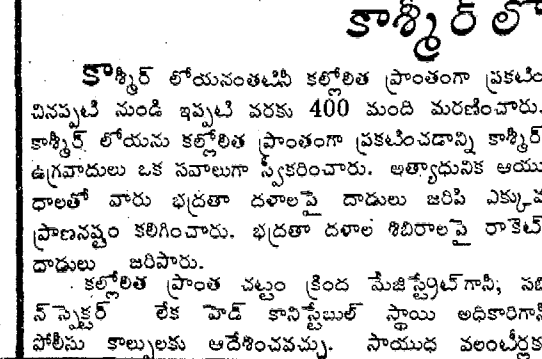 కాశ్మీర్ లో
కాశ్మీర్ లోయనంతటినీ కల్లోలిత ప్రాంతంగా ప్రకటిం
చినప్పటి నుండి ఇప్పటి వరకు 400 మంది మరణించారు.
కాశ్మీర్ లోయను కల్లోలిత ప్రాంతంగా ప్రకటించడాన్ని కాశ్మీర్
ఉగ్రవాదులు ఒక సవాలుగా స్వీకరించారు. అత్యాధునిక ఆయు
ధాలతో వారు భద్రతా దళాలపై దాడులు జరిపి ఎక్కువ
ప్రాణనష్టం కలిగించారు. భద్రతా దళాల శిబిరాలపై రాకెట్
దాడులు జరిపారు.
కల్లోలిత ప్రాంత చట్టం క్రింద మేజిస్ట్రేట్‌గానీ; సబి
న్ స్పెక్టర్ లేక హెడ్ కానిస్టేబుల్ స్థాయి అధికారిగానీ
పోలీసు కాల్పులకు ఆదేశించవచ్చు. సాయుధ వలంటీర్లక